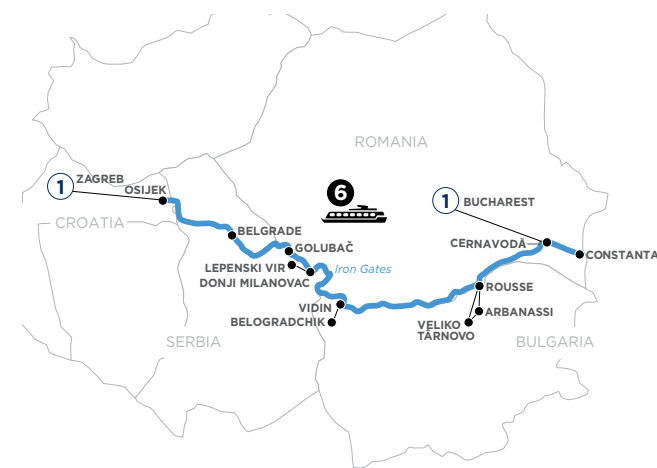 ROMANIA
6
1
ZAGREB
OSIJEK
1
BUCHAREST
CROATIA
BELGRADE
GOLUBAČ
CERNAVODĂ
CONSTANTA
LEPENSKI VIR
Iron Gates
DONJI MILANOVAC
ROUSSE
VIDIN
BELOGRADCHIK
ARBANASSI
VELIKO
TÂRNOVO
SERBIA
BULGARIA